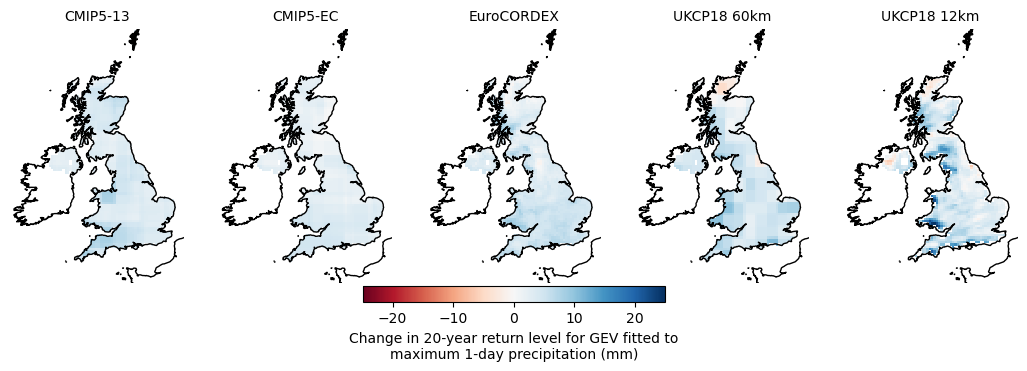 CMIP5-13 CMIP5-EC EuroCORDEX UKCP18 60km UKCP18 12km
−20 −10 0 10 20
Change in 20-year return level for GEV fitted to
maximum 1-day precipitation (mm)